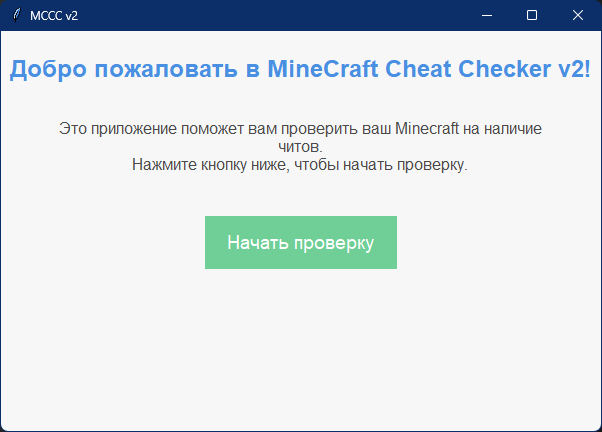 MCCC v2
Добро пожаловать в MineCraft Cheat Checker v2!
Это приложение поможет вам проверить ваш Minecraft на наличие
читов.
Нажмите кнопку ниже, чтобы начать проверку.
Начать проверку